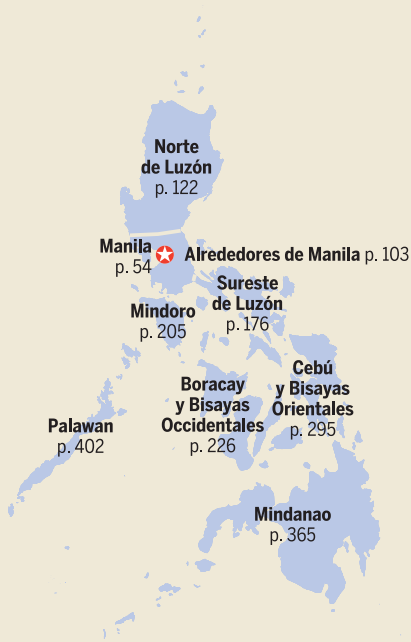 Norte
de Luzón
p. 122
Manila
p. 54
Alrededores de Manila p. 103
Sureste
de Luzón
p. 176
Mindoro
p. 205
Boracay
y Bisayas
Occidentales
p. 226
Cebú
y Bisayas
Orientales
p. 295
Palawan
p. 402
Mindanao
p. 365